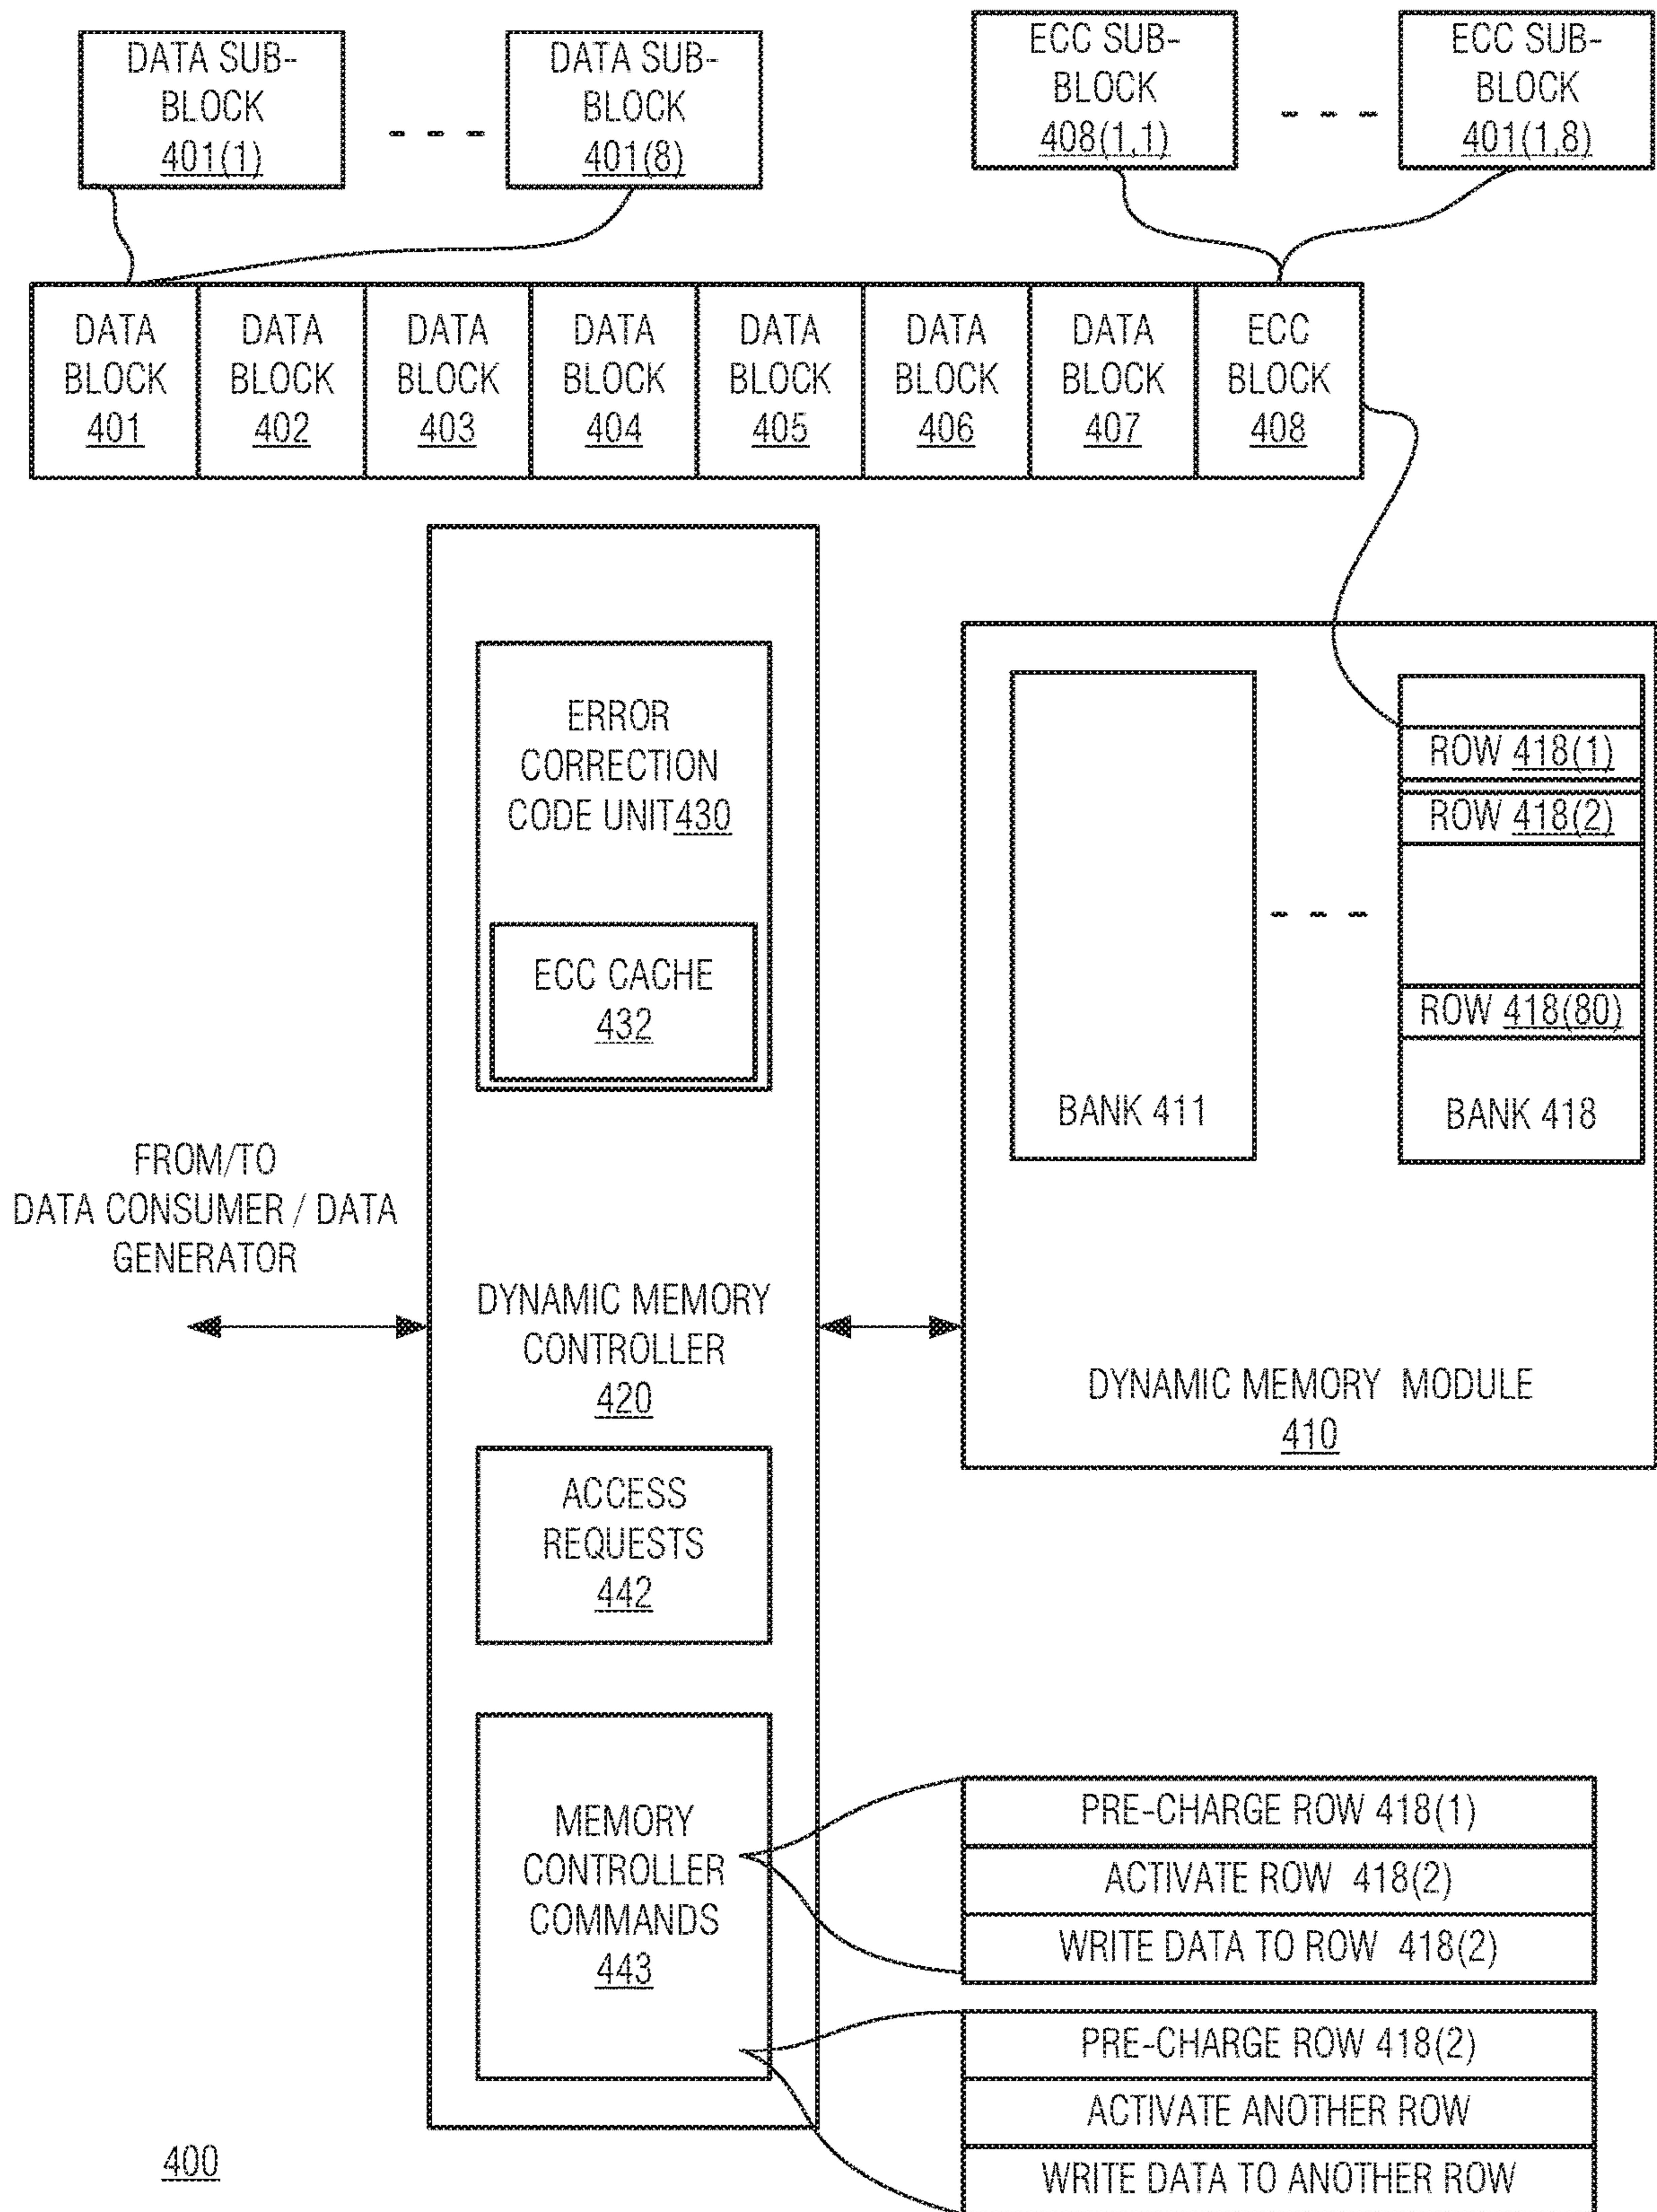 DATA SUB-
BLOCK
401(1)
DATA SUB-
BLOCK
401(8)
ECC SUB-
BLOCK
408(1,1)
ECC SUB-
BLOCK
401(1,8)
DATA
BLOCK
401
DATA
BLOCK
402
DATA
BLOCK
403
DATA
BLOCK
404
DATA
BLOCK
405
DATA
BLOCK
406
DATA
BLOCK
407
ECC
BLOCK
408
ERROR
CORRECTION
CODE UNIT430
ECC CACHE
432
ROW 418(1)
ROW 418(2)
ROW 418(80)
BANK 411
BANK 418
FROM/TO
DATA CONSUMER / DATA
GENERATOR
DYNAMIC MEMORY
CONTROLLER
420
DYNAMIC MEMORY MODULE
410
ACCESS
REQUESTS
442
MEMORY
CONTROLLER
COMMANDS
443
PRE-CHARGE ROW 418(1)
ACTIVATE ROW 418(2)
WRITE DATA TO ROW 418(2)
PRE-CHARGE ROW 418(2)
ACTIVATE ANOTHER ROW
WRITE DATA TO ANOTHER ROW
400